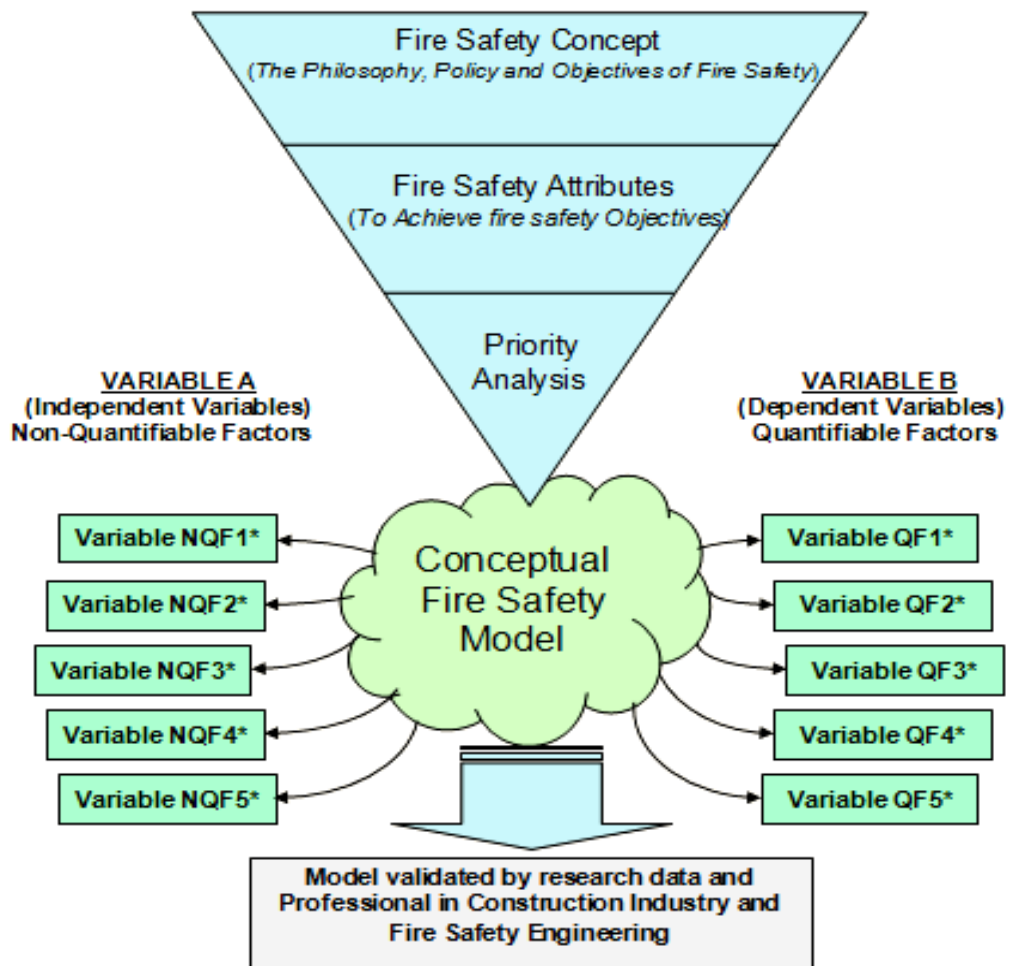 Fire Safety Concept
(The Philosophy, Policy and Objectives of Fire Safety)
Fire Safety Attributes
(To Achieve fire safety Objectives)
Priority
Analysis
VARIABLE A
(Independent Variables)
Non-Quantifiable Factors
VARIABLE B
(Dependent Variables)
Quantifiable Factors
Variable NQF1*
Variable NQF2*
Variable NQF3*
Variable NQF4*
Variable NQF5*
Conceptual
Fire Safety
Model
Variable QF1*
Variable QF2*
Variable QF3*
Variable QF4*
Variable QF5*
Model validated by research data and
Professional in Construction Industry and
Fire Safety Engineering